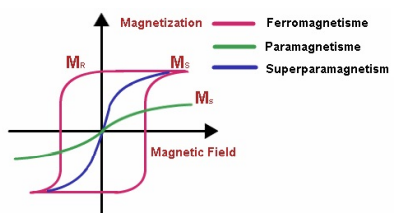 Magnetization
Ferromagnetisme
Paramagnetisme
Superparamagnetism
MR
MS
Ms
Magnetic Field